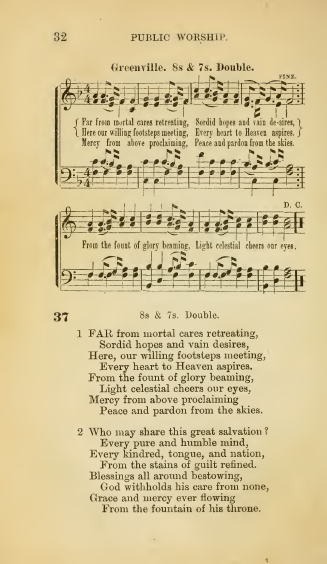 32 PUBLIC WORSHIP.
Greenville. 8s & 7s. Double.
FINE.
Far from mortal cares retreating, Sordid hopes and vain de-sires,
Here our willing footsteps meeting, Every heart to Heaven aspires.
Mercy from above proclaiming, Peace and pardon from the skies.
D. C.
From the fount of glory beaming, Light celestial cheers our eyes,
37 8s & 7s. Double.
1 FAR from mortal cares retreating,
Sordid hopes and vain desires,
Here, our willing footsteps meeting,
Every heart to Heaven aspires.
From the fount of glory beaming,
Light celestial cheers our eyes,
Mercy from above proclaiming
Peace and pardon from the skies.
2 Who may share this great salvation?
Every pure and humble mind,
Every kindred, tongue, and nation,
From the stains of guilt refined.
Blessings all around bestowing,
God withholds his care from none,
Grace and mercy ever flowing
From the fountain of his throne.